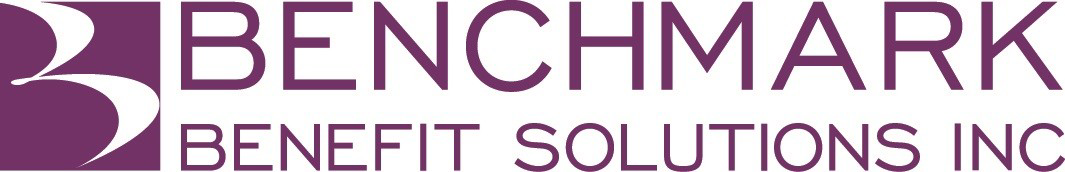 BENCHMARK
BENEFIT SOLUTIONS INC